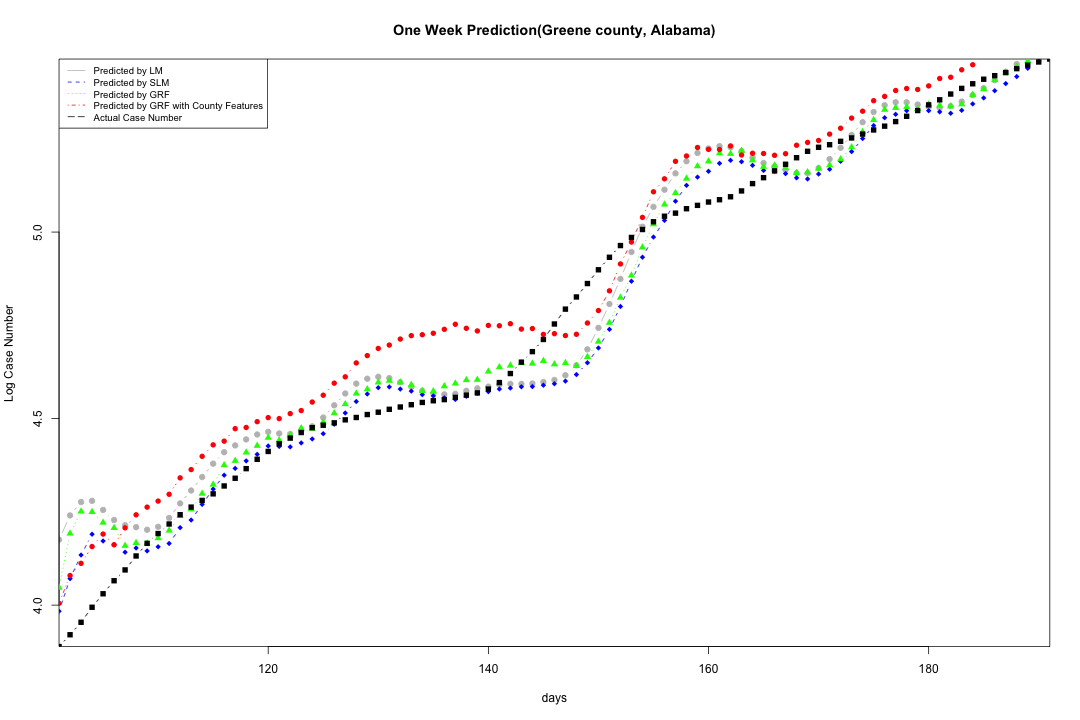 One Week Prediction(Greene county, Alabama)
Predicted by LM
Predicted by SLM
Predicted by GRF
Predicted by GRF with County Features
Actual Case Number
Log Case Number
5.0
4.5
4.0
120 140 160 180
days